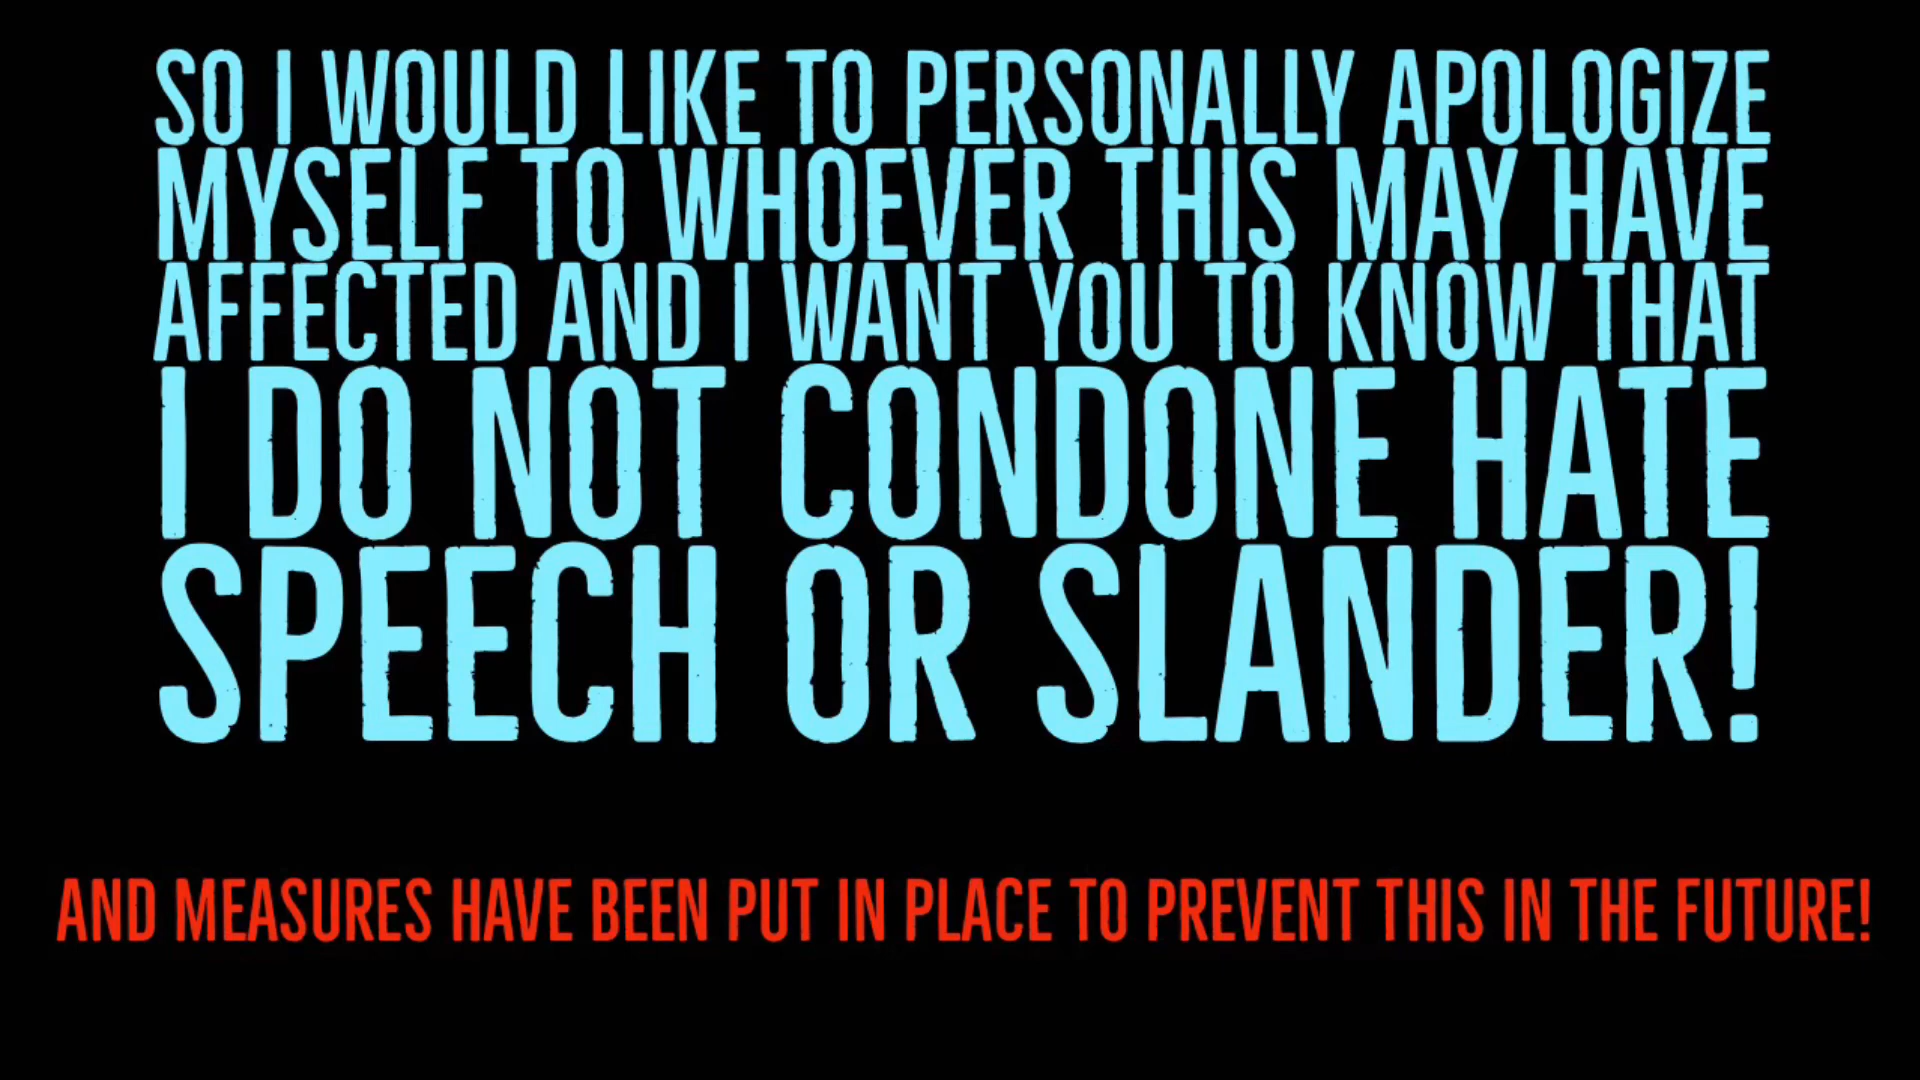 SO I WOULD LIKE TO PERSONALLY APOLOGIZE
MYSELF TO WHOEVER THIS MAY HAVE
AFFECTED AND I WANT YOU TO KNOW THAT
I DO NOT CONDONE HATE
SPEECH OR SLANDER!
AND MEASURES HAVE BEEN PUT IN PLACE TO PREVENT THIS IN THE FUTURE!